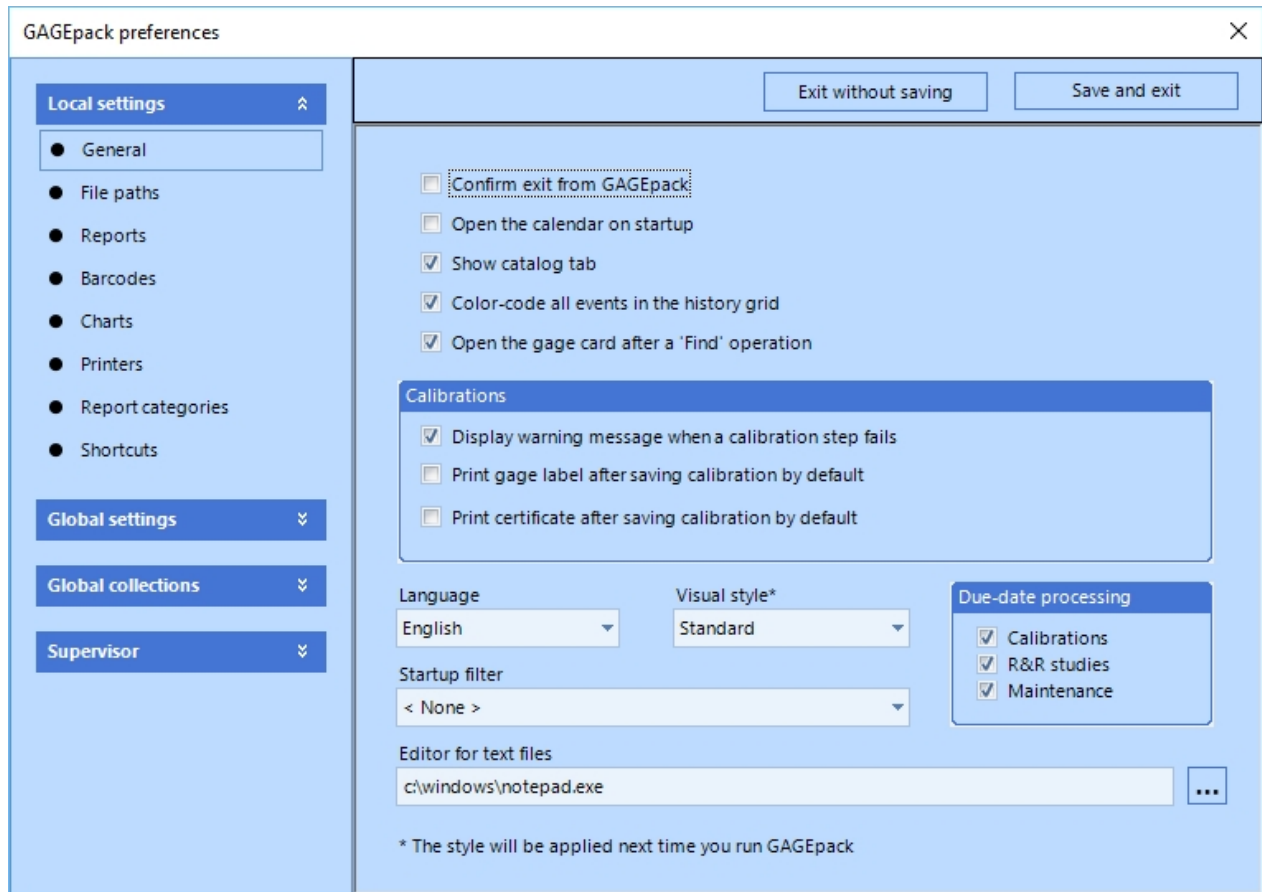 GAGEpack preferences
Local settings
General
File paths
Reports
Barcodes
Charts
Printers
Report categories
Shortcuts
Global settings
Global collections
Supervisor
Exit without saving
Save and exit
Confirm exit from GAGEpack
Open the calendar on startup
Show catalog tab
Color-code all events in the history grid
Open the gage card after a 'Find' operation
Calibrations
Display warning message when a calibration step fails
Print gage label after saving calibration by default
Print certificate after saving calibration by default
Language
English
Visual style*
Standard
Due-date processing
Calibrations
R&R studies
Maintenance
Startup filter
< None >
Editor for text files
c:\windows\notepad.exe
...
* The style will be applied next time you run GAGEpack